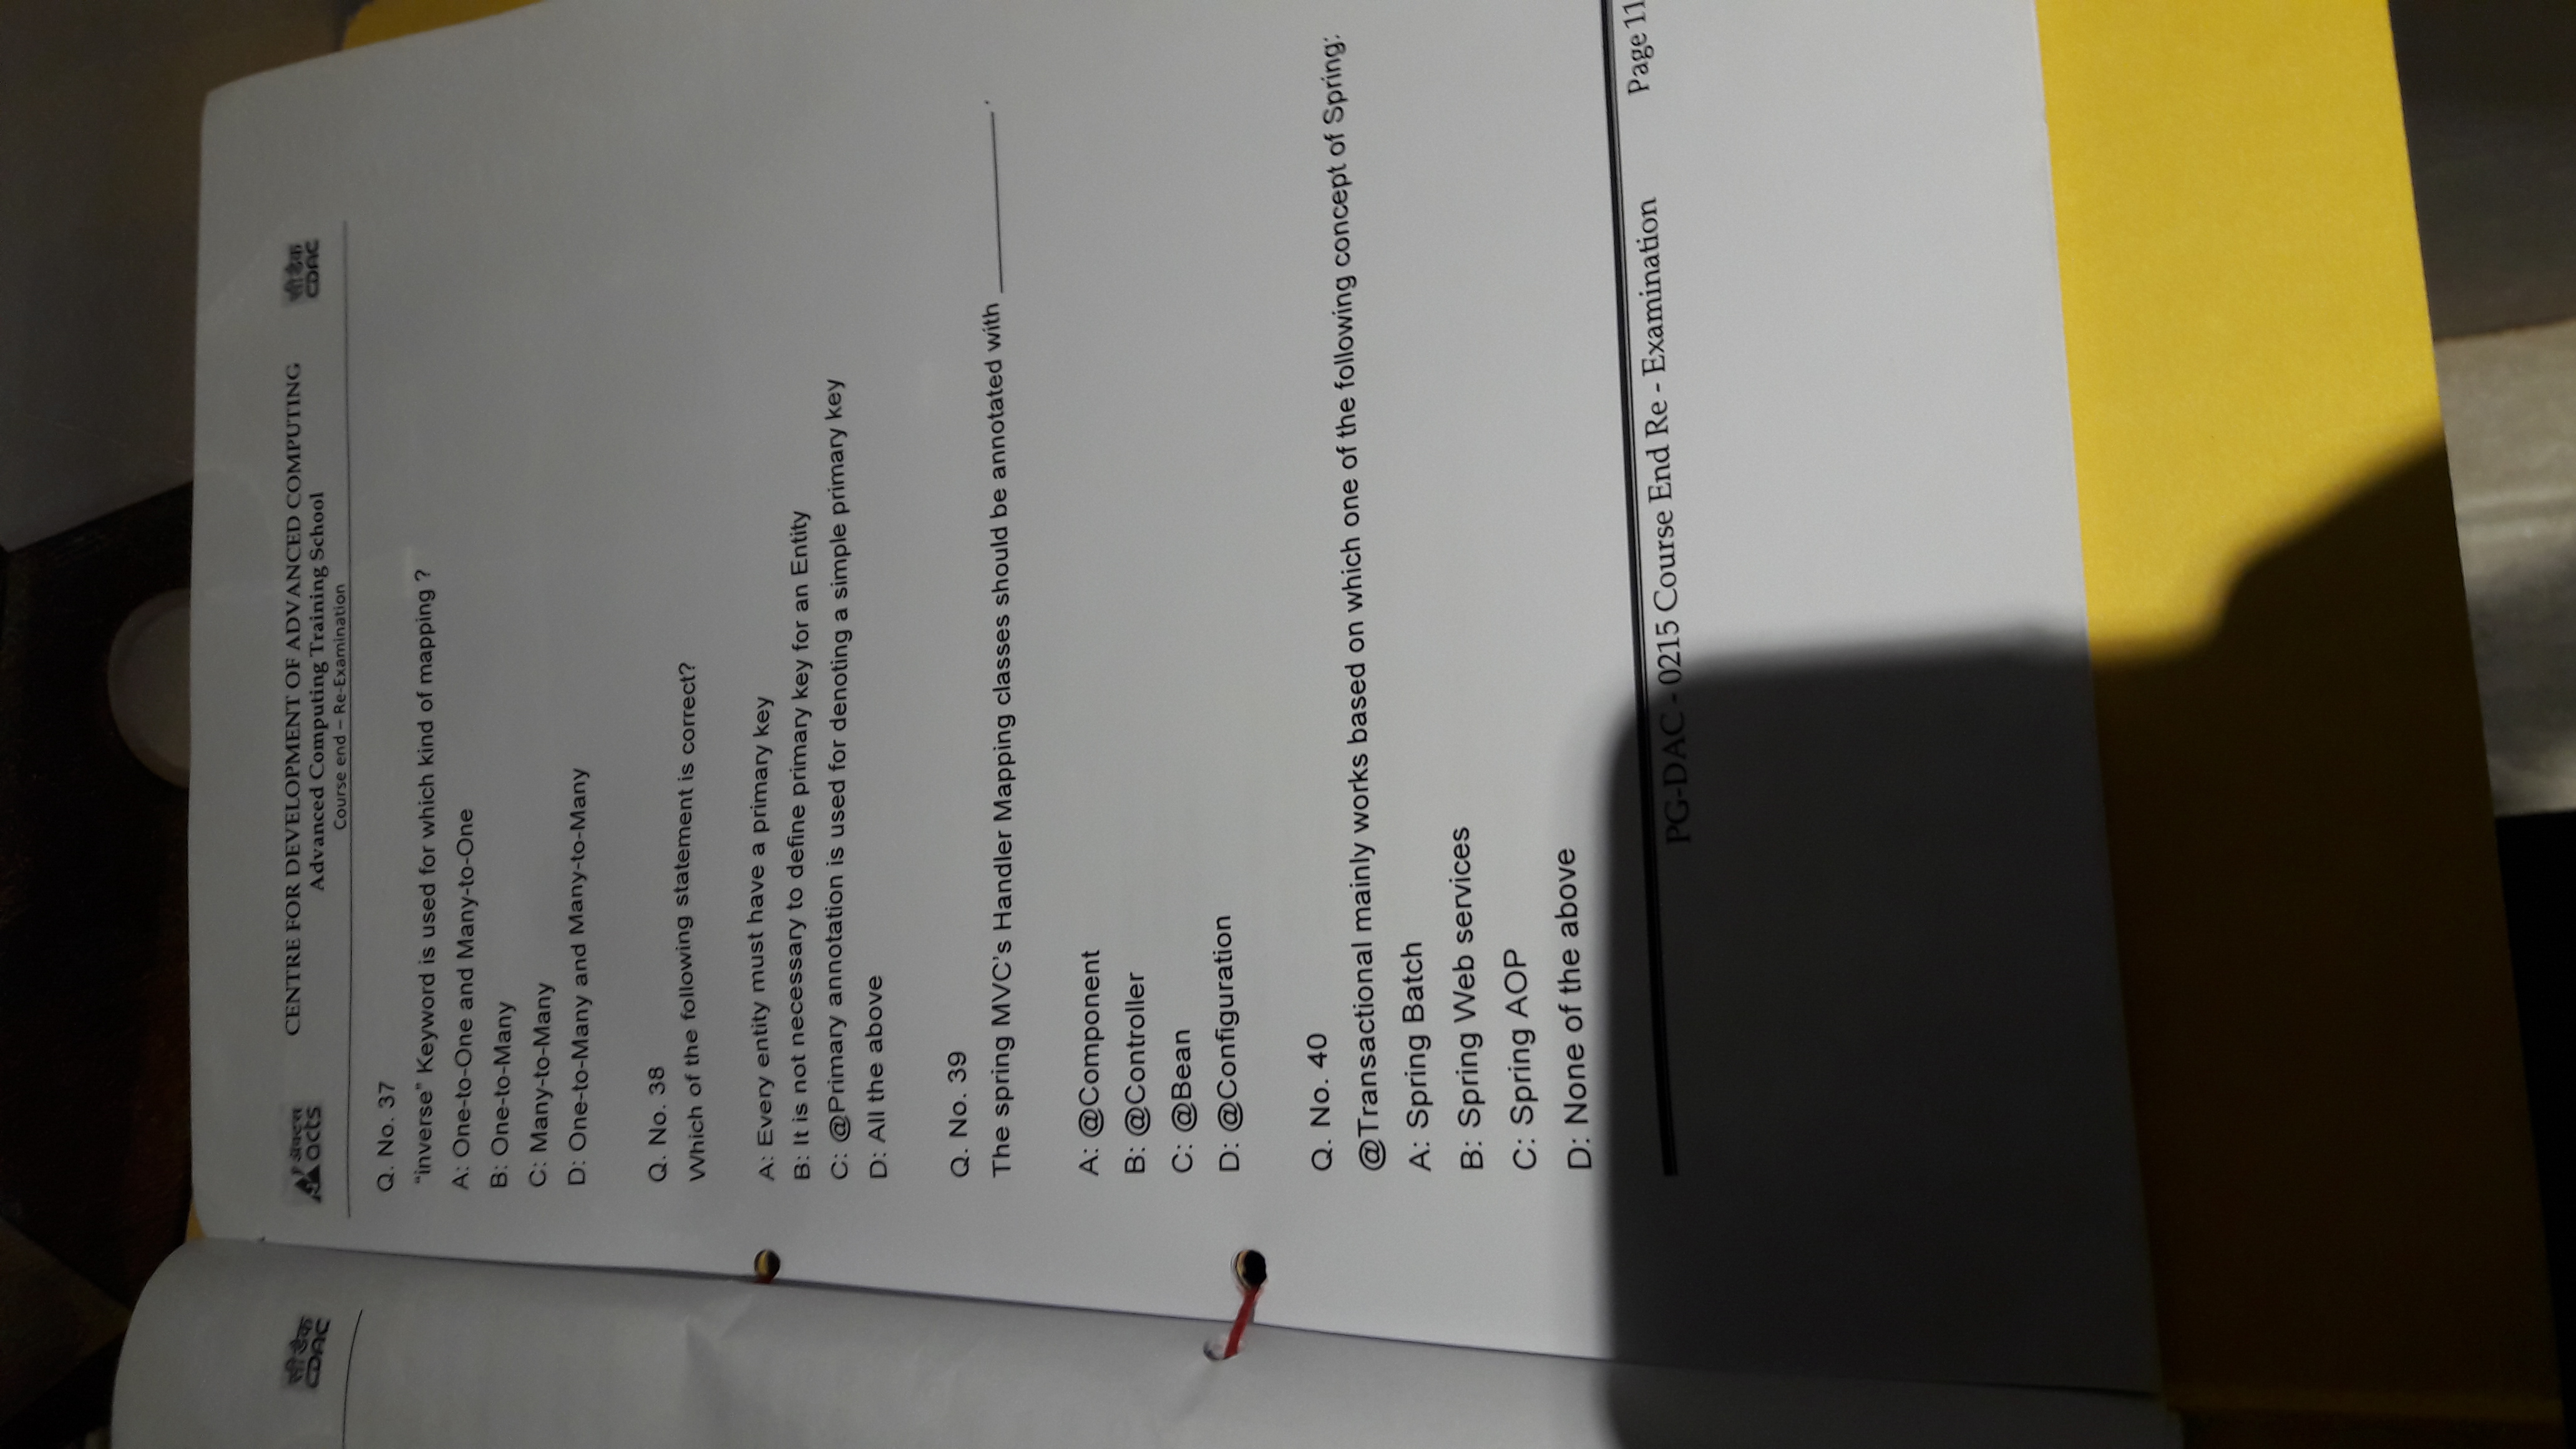 सी डैक
CDAC
ॲक्ट्स
acts
CENTRE FOR DEVELOPMENT OF ADVANCED COMPUTING
Advanced Computing Training School
Course end – Re-Examination
सी डैक
CDAC
Q. No. 37
“inverse” Keyword is used for which kind of mapping ?
A: One-to-One and Many-to-One
B: One-to-Many
C: Many-to-Many
D: One-to-Many and Many-to-Many
Q. No. 38
Which of the following statement is correct?
A: Every entity must have a primary key
B: It is not necessary to define primary key for an Entity
C: @Primary annotation is used for denoting a simple primary key
D: All the above
Q. No. 39
The spring MVC’s Handler Mapping classes should be annotated with ____________ .
A: @Component
B: @Controller
C: @Bean
D: @Configuration
Q. No. 40
@Transactional mainly works based on which one of the following concept of Spring:
A: Spring Batch
B: Spring Web services
C: Spring AOP
D: None of the above
PG-DAC - 0215 Course End Re - Examination Page 11